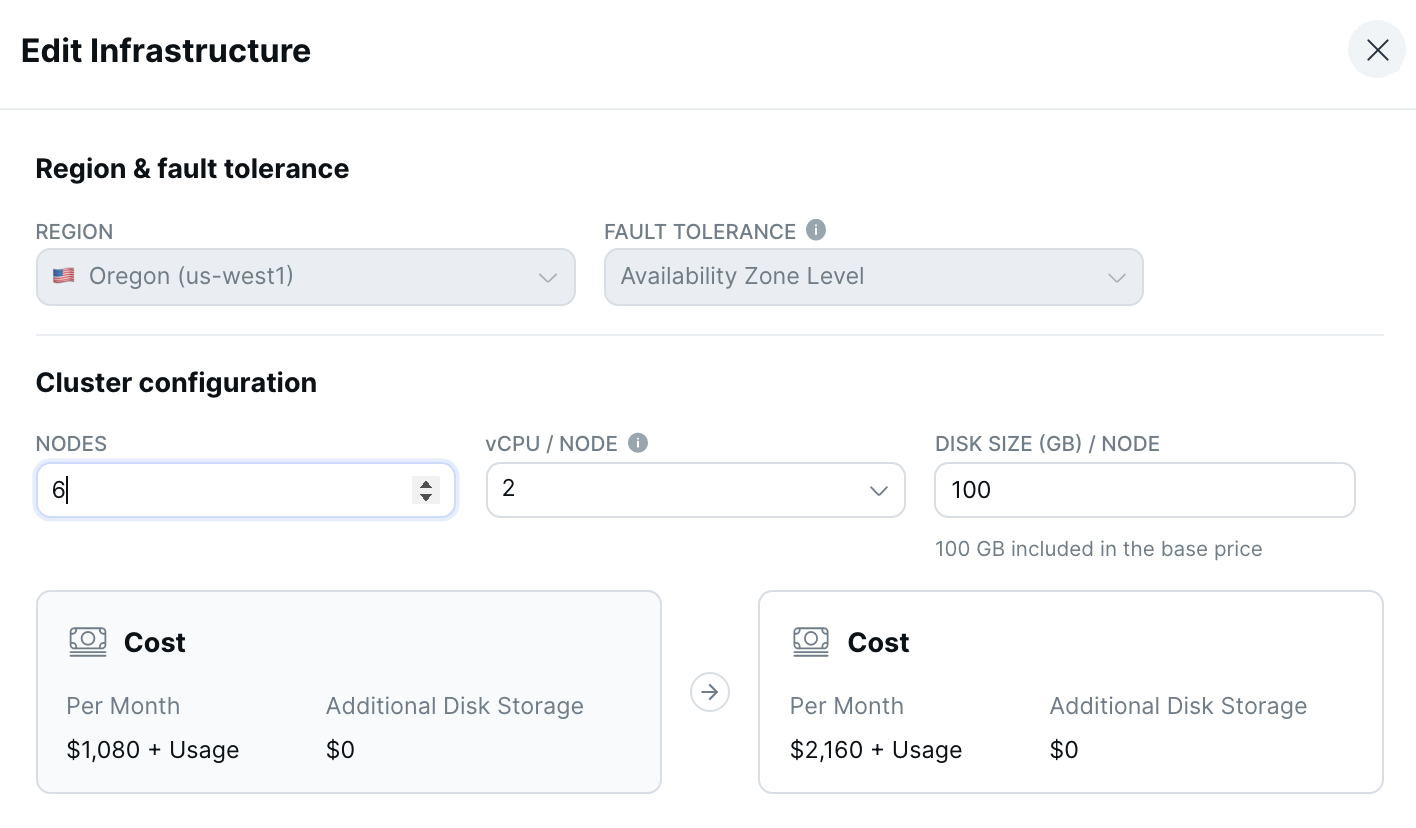 Edit Infrastructure
Region & fault tolerance
REGION FAULT TOLERANCE i
Oregon (us-west1) Availability Zone Level
Cluster configuration
NODES vCPU / NODE i DISK SIZE (GB) / NODE
6 2 100
100 GB included in the base price
Cost Cost
Per Month Additional Disk Storage Per Month Additional Disk Storage
$1,080 + Usage $0 $2,160 + Usage $0